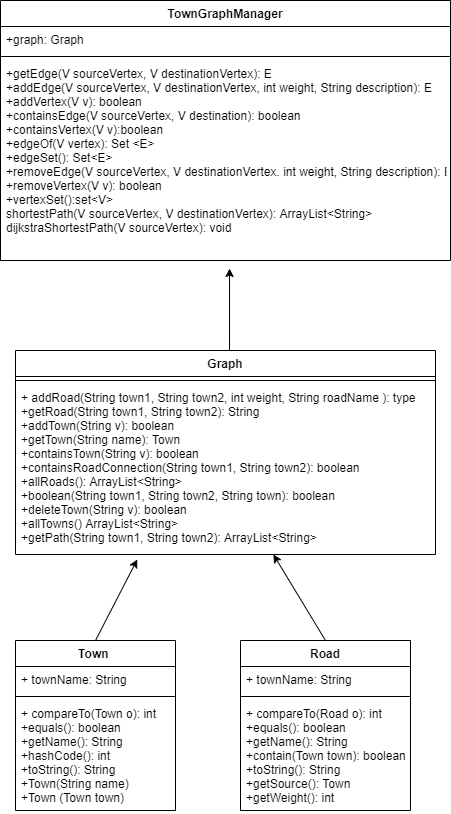 TownGraphManager
+graph: Graph
+getEdge(V sourceVertex, V destinationVertex): E
+addEdge(V sourceVertex, V destinationVertex, int weight, String description): E
+addVertex(V v): boolean
+containsEdge(V sourceVertex, V destination): boolean
+containsVertex(V v):boolean
+edgeOf(V vertex): Set <E>
+edgeSet(): Set<E>
+removeEdge(V sourceVertex, V destinationVertex. int weight, String description): E
+removeVertex(V v): boolean
+vertexSet():set<V>
shortestPath(V sourceVertex, V destinationVertex): ArrayList<String>
dijkstraShortestPath(V sourceVertex): void
Graph
+ addRoad(String town1, String town2, int weight, String roadName ): type
+getRoad(String town1, String town2): String
+addTown(String v): boolean
+getTown(String name): Town
+containsTown(String v): boolean
+containsRoadConnection(String town1, String town2): boolean
+allRoads(): ArrayList<String>
+boolean(String town1, String town2, String town): boolean
+deleteTown(String v): boolean
+allTowns() ArrayList<String>
+getPath(String town1, String town2): ArrayList<String>
Town
+ townName: String
+ compareTo(Town o): int
+equals(): boolean
+getName(): String
+hashCode(): int
+toString(): String
+Town(String name)
+Town (Town town)
Road
+ townName: String
+ compareTo(Road o): int
+equals(): boolean
+getName(): String
+contain(Town town): boolean
+toString(): String
+getSource(): Town
+getWeight(): int